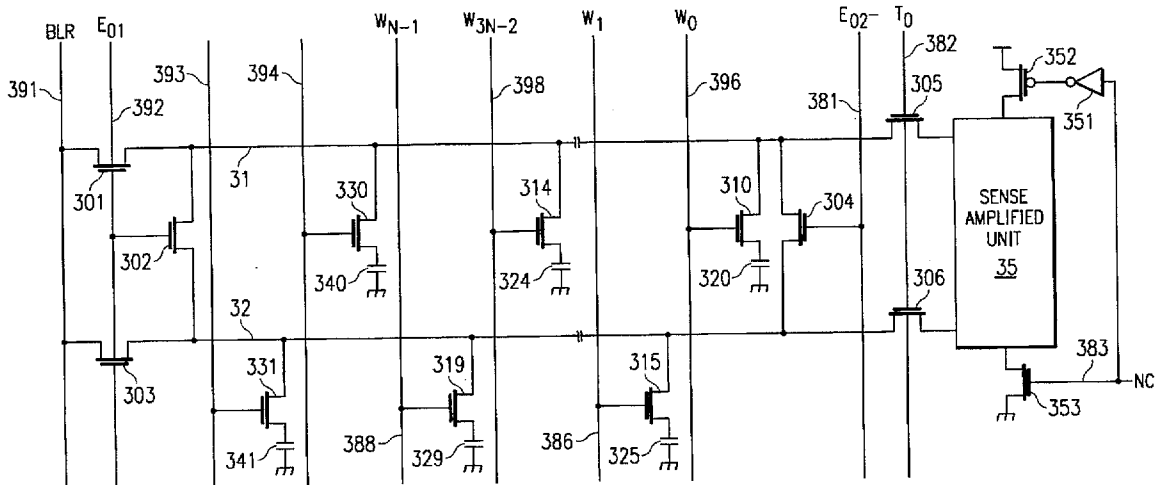 BLR E01 393 394 WN-1 W3N-2 W1 W0 E02- T0
391 392 398 396 381 382 305 352 351
31 301 302 330 314 310 304
340 324 320
SENSE
AMPLIFIED
UNIT
35
32 306
303 331 319 315 383 NC
353
341 388 329 386 325